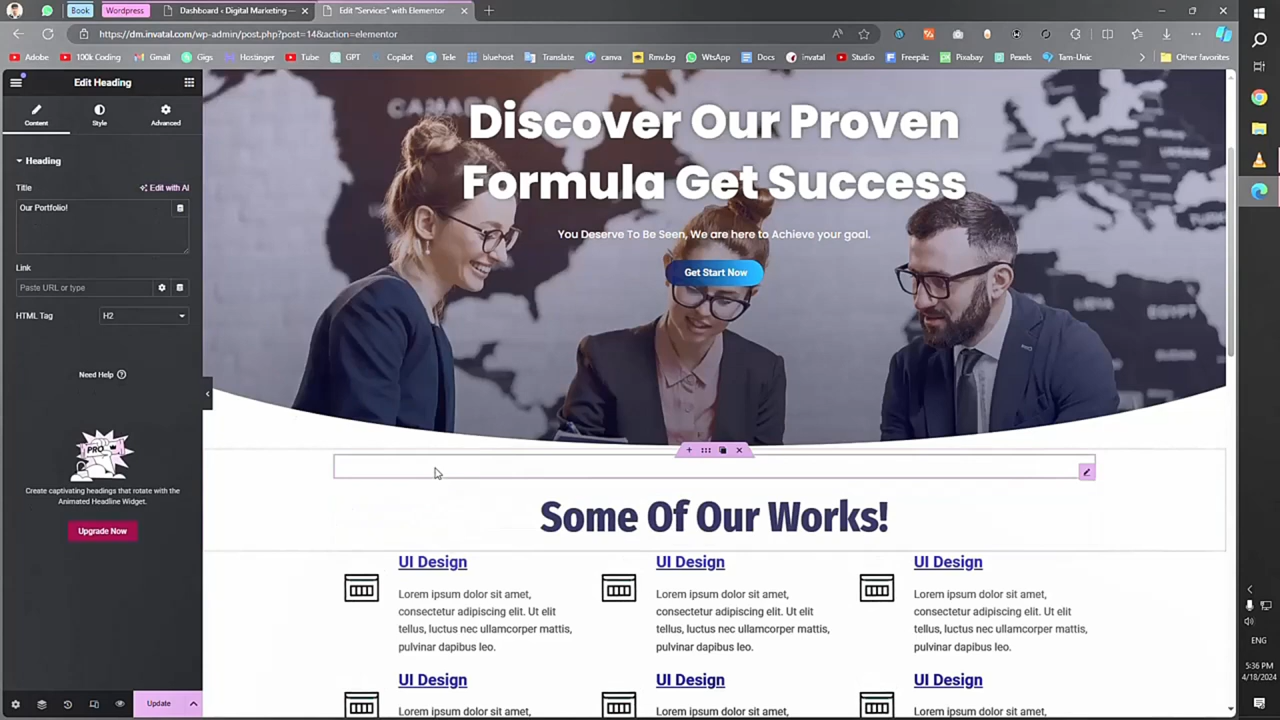 Book
Wordpress
Dashboard ‹ Digital Marketing —
Edit "Services" with Elementor
https://dm.invatal.com/wp-admin/post.php?post=14&action=elementor
Adobe
100k Coding
Gmail
Gigs
Hostinger
Tube
GPT
Copilot
Tele
bluehost
Translate
canva
Rmv.bg
WhatsApp
Docs
invatal
Studio
Freepik:
Pixabay
Pexels
Tam-Unic
Other favorites
Edit Heading
Content
Style
Advanced
Heading
Title
Edit with AI
Our Portfolio!
Link
Paste URL or type
HTML Tag
H2
Need Help
PRO
Create captivating headings that rotate with the
Animated Headline Widget.
Upgrade Now
Update
CANADA
Discover Our Proven
Formula Get Success
You Deserve To Be Seen, We are here to Achieve your goal.
Get Start Now
LIBYA
EGYPT
Some Of Our Works!
UI Design
Lorem ipsum dolor sit amet,
consectetur adipiscing elit. Ut elit
tellus, luctus nec ullamcorper mattis,
pulvinar dapibus leo.
UI Design
Lorem ipsum dolor sit amet,
consectetur adipiscing elit. Ut elit
tellus, luctus nec ullamcorper mattis,
pulvinar dapibus leo.
UI Design
Lorem ipsum dolor sit amet,
consectetur adipiscing elit. Ut elit
tellus, luctus nec ullamcorper mattis,
pulvinar dapibus leo.
UI Design
Lorem ipsum dolor sit amet,
UI Design
Lorem ipsum dolor sit amet,
UI Design
Lorem ipsum dolor sit amet,
ENG
5:36 PM
4/18/2024